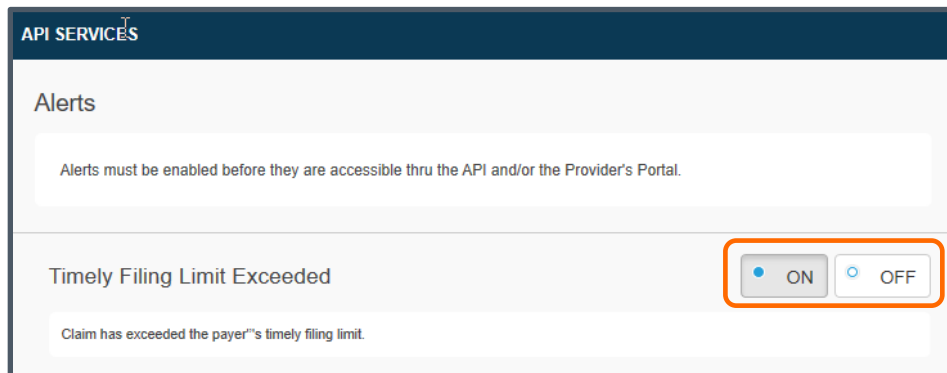 API SERVICES
Alerts
Alerts must be enabled before they are accessible thru the API and/or the Provider's Portal.
Timely Filing Limit Exceeded
ON OFF
Claim has exceeded the payer'"s timely filing limit.